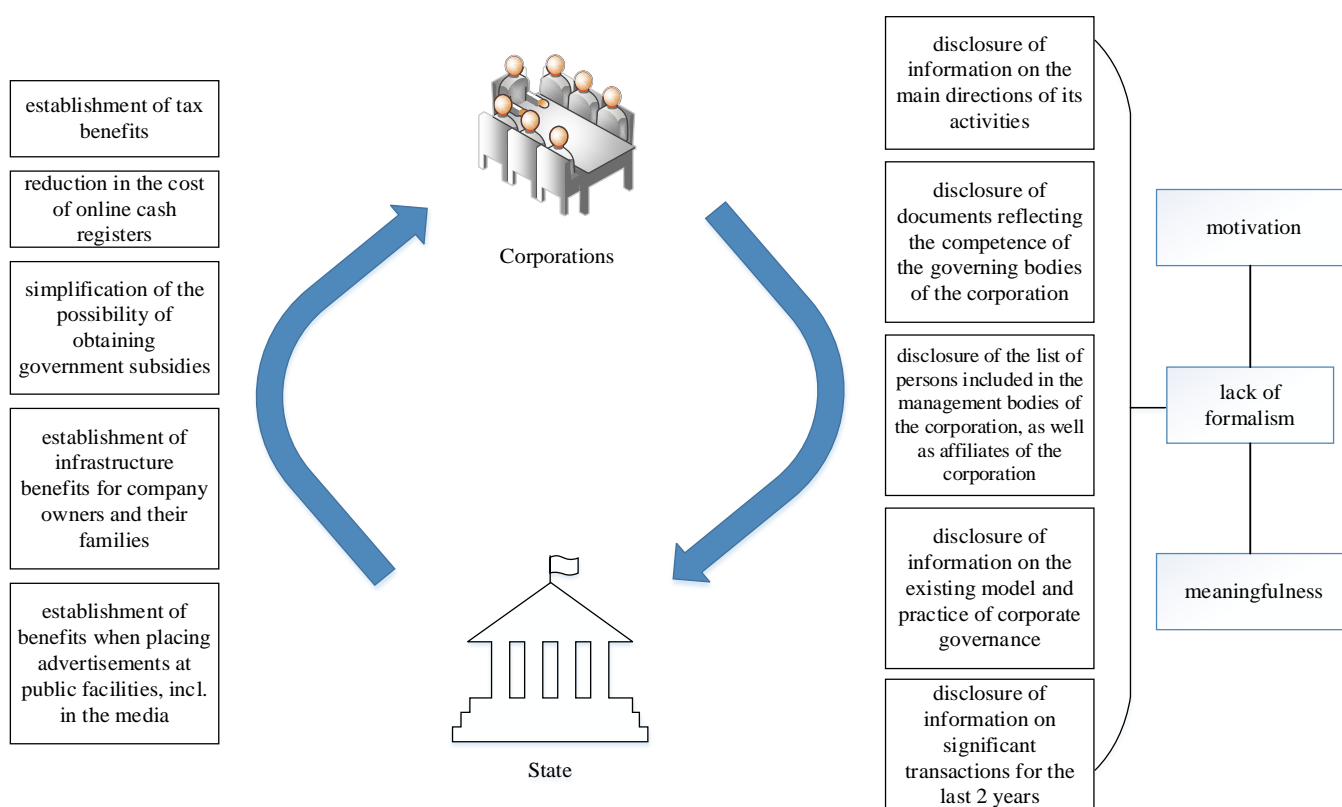 establishment of tax
benefits
reduction in the cost
of online cash
registers
simplification of the
possibility of
obtaining
government subsidies
establishment of
infrastructure
benefits for company
owners and their
families
establishment of
benefits when placing
advertisements at
public facilities, incl.
in the media
Corporations
State
disclosure of
information on the
main directions of its
activities
disclosure of
documents reflecting
the competence of
the governing bodies
of the corporation
disclosure of the list of
persons included in the
management bodies of
the corporation, as well
as affiliates of the
corporation
disclosure of
information on the
existing model and
practice of corporate
governance
disclosure of
information on
significant
transactions for the
last 2 years
motivation
lack of
formalism
meaningfulness